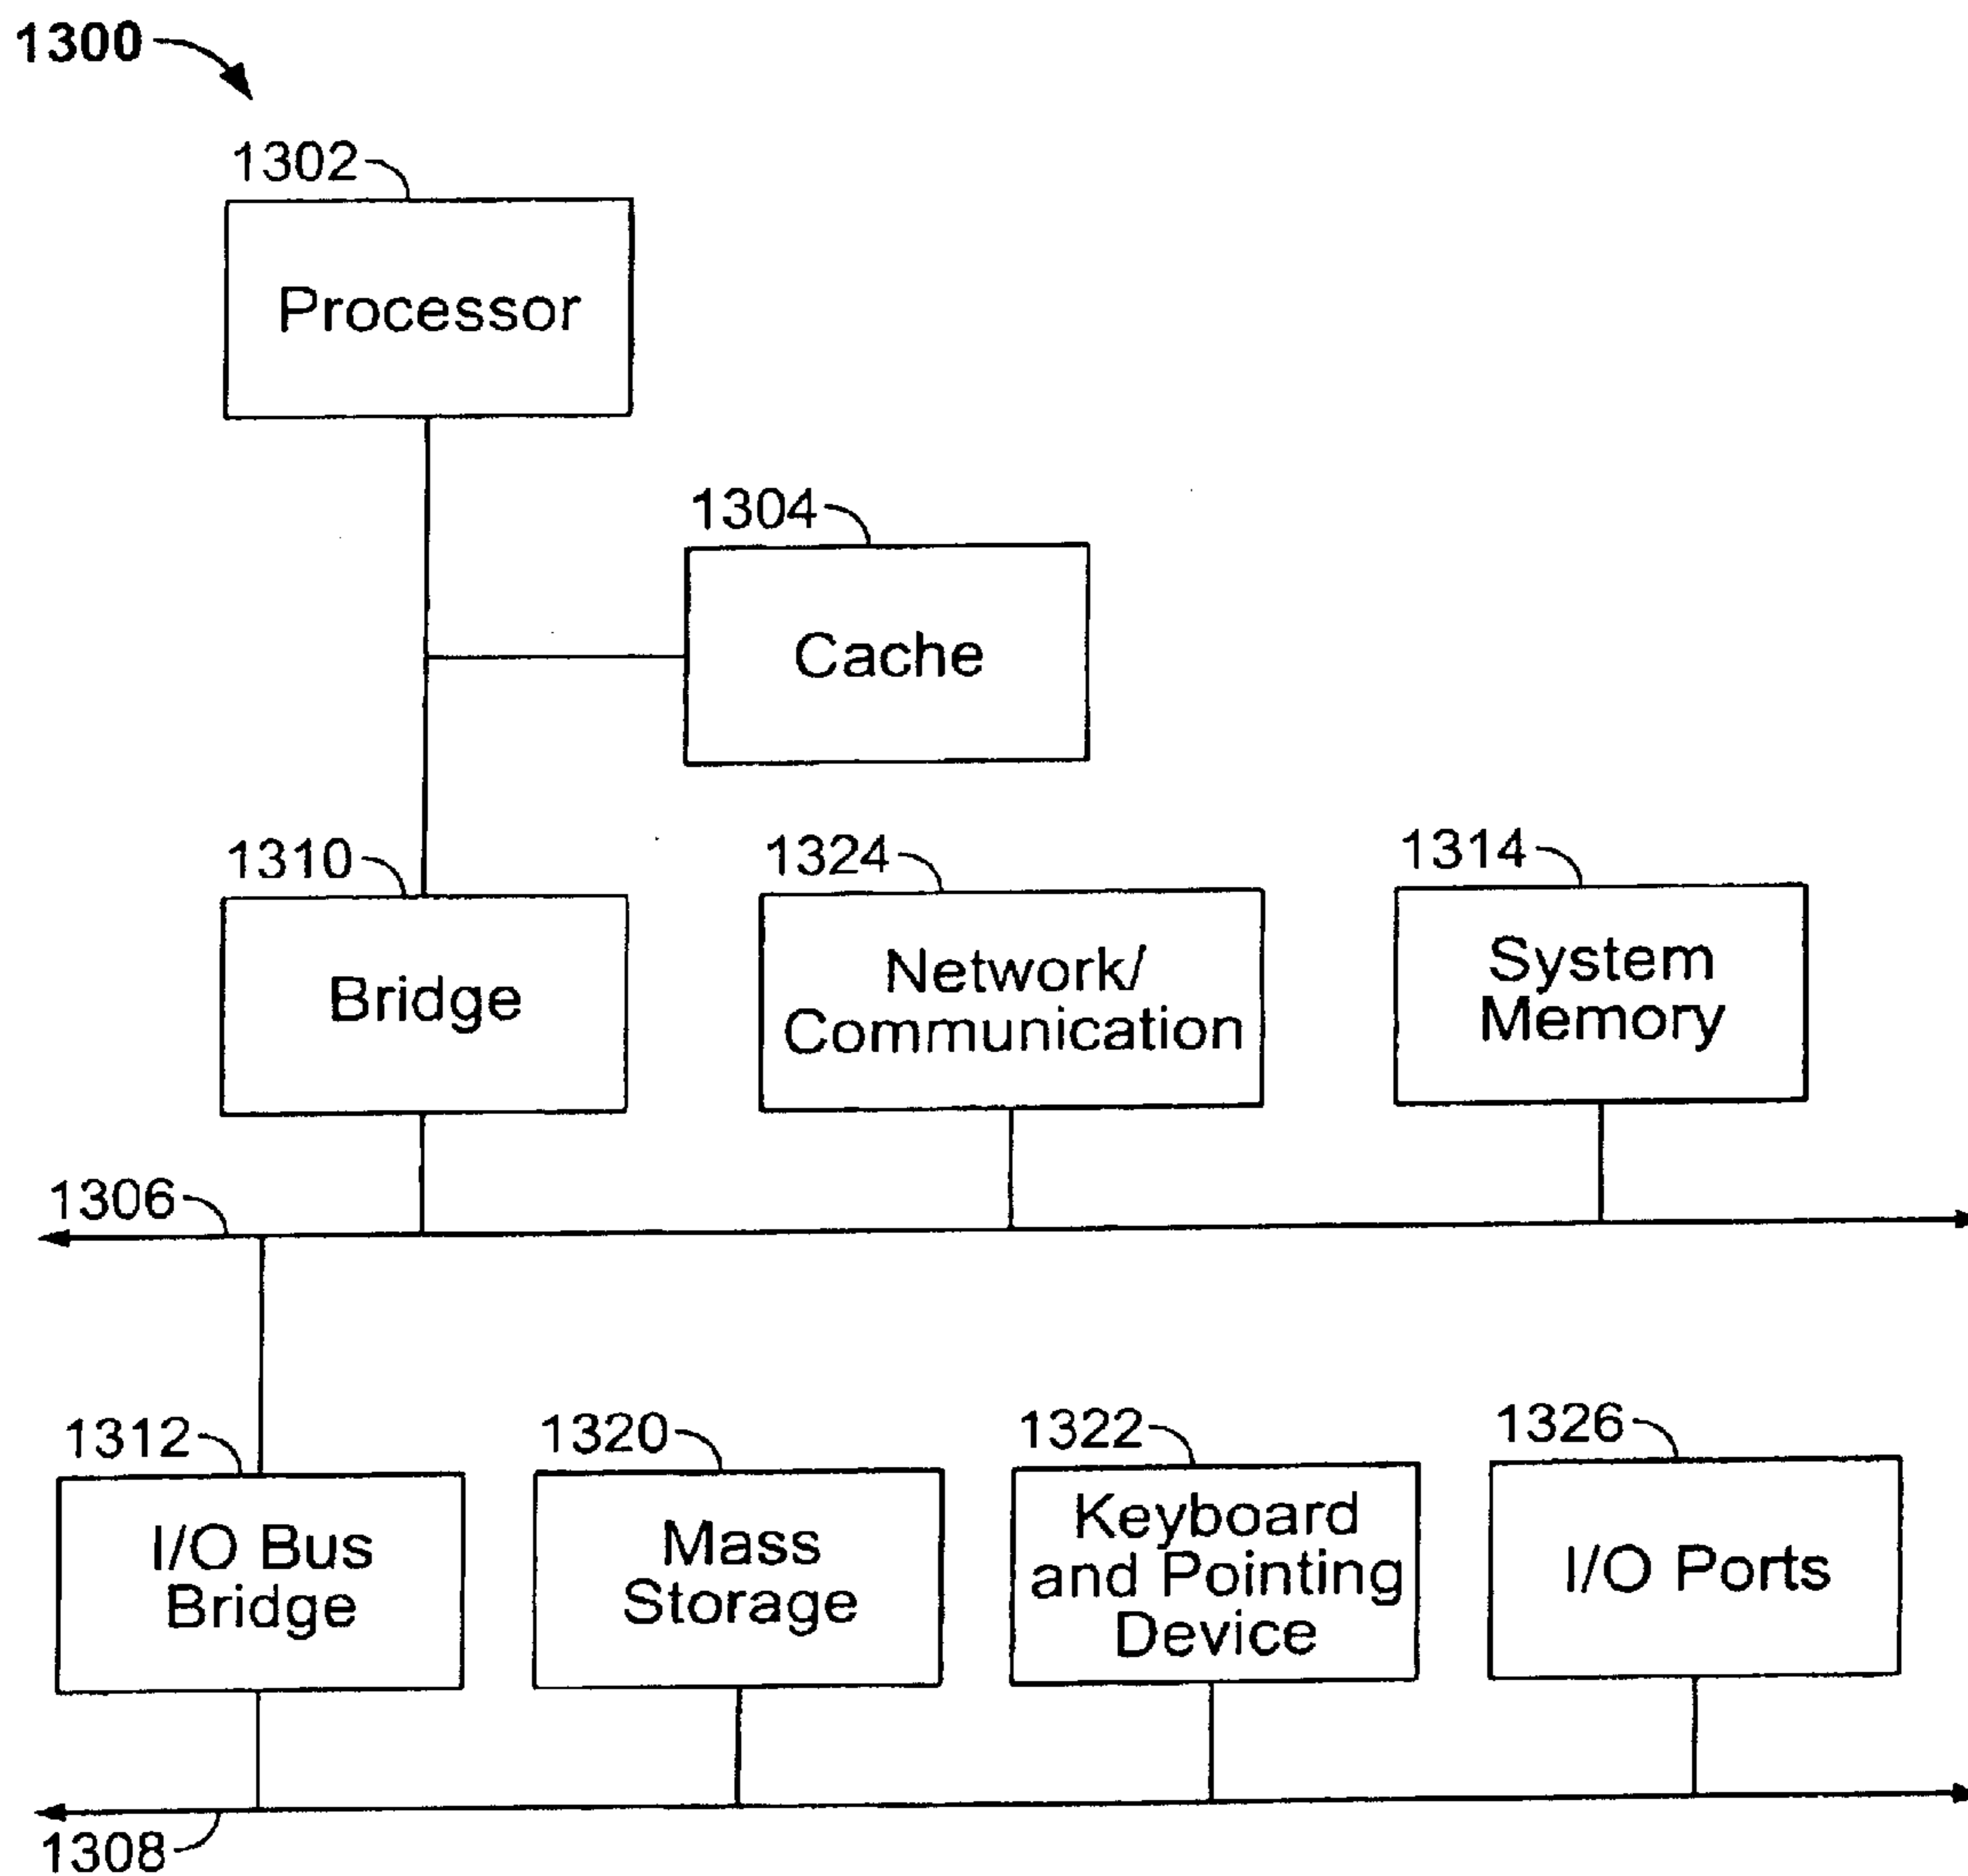 1300
1302
Processor
1304
Cache
1310
Bridge
1324
Network/
Communication
1314
System
Memory
1306
1312
I/O Bus
Bridge
1320
Mass
Storage
1322
Keyboard
and Pointing
Device
1326
I/O Ports
1308